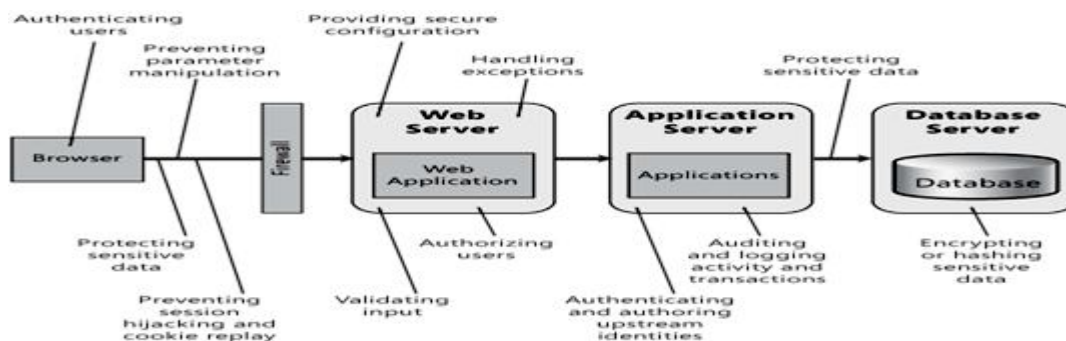 Authenticating
users
Preventing
parameter
manipulation
Providing secure
configuration
Handling
exceptions
Protecting
sensitive data
Browser
Firewall
Web
Server
Web
Application
Application
Server
Applications
Database
Server
Database
Protecting
sensitive
data
Preventing
session
hijacking and
cookie replay
Validating
input
Authorizing
users
Authenticating
and authoring
upstream
identities
Auditing
and logging
activity and
transactions
Encrypting
or hashing
sensitive
data